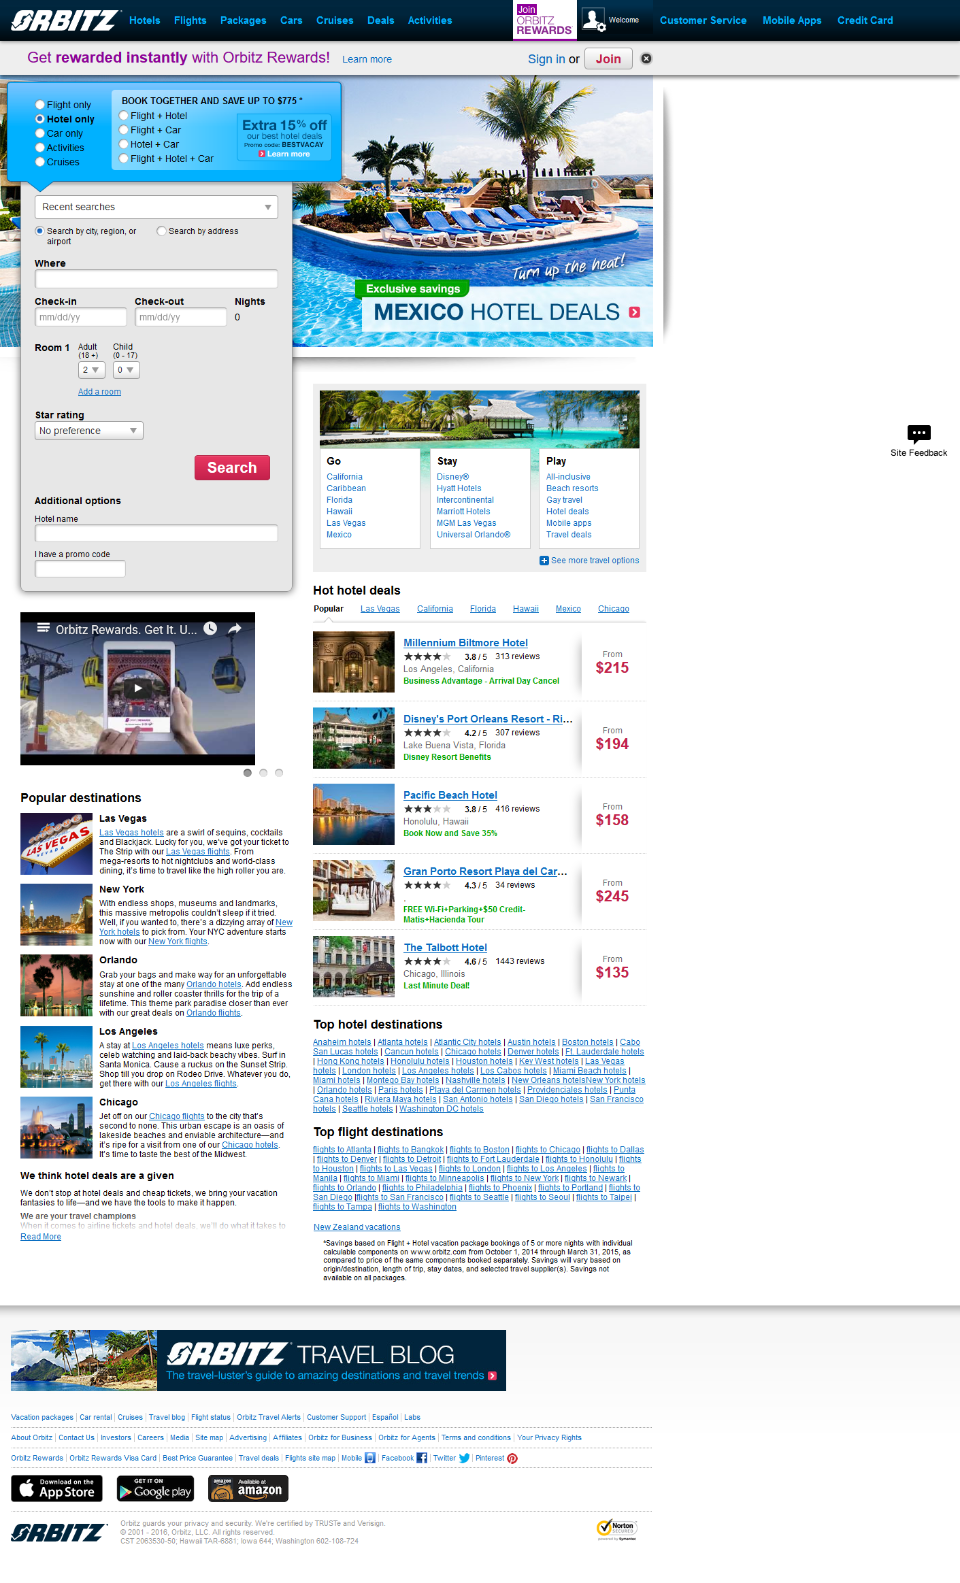 ORBITZ
Hotels Flights Packages Cars Cruises Deals Activities
Join
ORBITZ
REWARDS
Welcome
Customer Service Mobile Apps Credit Card
Get rewarded instantly with Orbitz Rewards! Learn more
Sign in or Join
Flight only
Hotel only
Car only
Activities
Cruises
BOOK TOGETHER AND SAVE UP TO $775 *
Flight + Hotel
Flight + Car
Hotel + Car
Flight + Hotel + Car
Extra 15% off
our best hotel deals
Promo code: BESTVACAY
Learn more
Recent searches
Search by city, region, or
airport
Search by address
Where
Check-in Check-out Nights
mm/dd/yy mm/dd/yy 0
Room 1
Adult
(18 +)
Child
(0 - 17)
2 0
Add a room
Star rating
No preference
Search
Additional options
Hotel name
I have a promo code
Turn up the heat!
Exclusive savings
MEXICO HOTEL DEALS
Site Feedback
Go
California
Caribbean
Florida
Hawaii
Las Vegas
Mexico
Stay
Disney®
Hyatt Hotels
Intercontinental
Marriott Hotels
MGM Las Vegas
Universal Orlando®
Play
All-inclusive
Beach resorts
Gay travel
Hotel deals
Mobile apps
Travel deals
See more travel options
Hot hotel deals
Popular Las Vegas California Florida Hawaii Mexico Chicago
Millennium Biltmore Hotel
3.8 / 5 313 reviews
Los Angeles, California
Business Advantage - Arrival Day Cancel
From
$215
Disney's Port Orleans Resort - Ri...
4.2 / 5 307 reviews
Lake Buena Vista, Florida
Disney Resort Benefits
From
$194
Pacific Beach Hotel
3.8 / 5 416 reviews
Honolulu, Hawaii
Book Now and Save 35%
From
$158
Gran Porto Resort Playa del Car...
4.3 / 5 34 reviews
,
FREE Wi-Fi+Parking+$50 Credit-
Matis+Hacienda Tour
From
$245
The Talbott Hotel
4.6 / 5 1443 reviews
Chicago, Illinois
Last Minute Deal!
From
$135
Orbitz Rewards. Get It. U...
Popular destinations
LAS VEGAS
NEVADA
Las Vegas
Las Vegas hotels are a swirl of sequins, cocktails
and Blackjack. Lucky for you, we've got your ticket to
The Strip with our Las Vegas flights. From
mega-resorts to hot nightclubs and world-class
dining, it's time to travel like the high roller you are.
New York
With endless shops, museums and landmarks,
this massive metropolis couldn't sleep if it tried.
Well, if you wanted to, there's a dizzying array of New
York hotels to pick from. Your NYC adventure starts
now with our New York flights.
Orlando
Grab your bags and make way for an unforgettable
stay at one of the many Orlando hotels. Add endless
sunshine and roller coaster thrills for the trip of a
lifetime. This theme park paradise closer than ever
with our great deals on Orlando flights.
Los Angeles
A stay at Los Angeles hotels means luxe perks,
celeb watching and laid-back beachy vibes. Surf in
Santa Monica. Cause a ruckus on the Sunset Strip.
Shop till you drop on Rodeo Drive. Whatever you do,
get there with our Los Angeles flights.
Chicago
Jet off on our Chicago flights to the city that's
second to none. This urban escape is an oasis of
lakeside beaches and enviable architecture—and
it's ripe for a visit from one of our Chicago hotels.
It's time to taste the best of the Midwest.
We think hotel deals are a given
We don't stop at hotel deals and cheap tickets, we bring your vacation
fantasies to life—and we have the tools to make it happen.
We are your travel champions
When it comes to airline tickets and hotel deals, we'll do what it takes to
Read More
Top hotel destinations
Anaheim hotels | Atlanta hotels | Atlantic City hotels | Austin hotels | Boston hotels | Cabo
San Lucas hotels | Cancun hotels | Chicago hotels | Denver hotels | Ft. Lauderdale hotels
| Hong Kong hotels | Honolulu hotels | Houston hotels | Key West hotels | Las Vegas
hotels | London hotels | Los Angeles hotels | Los Cabos hotels | Miami Beach hotels |
Miami hotels | Montego Bay hotels | Nashville hotels | New Orleans hotelsNew York hotels
| Orlando hotels | Paris hotels | Playa del Carmen hotels | Providenciales hotels | Punta
Cana hotels | Riviera Maya hotels | San Antonio hotels | San Diego hotels | San Francisco
hotels | Seattle hotels | Washington DC hotels
Top flight destinations
flights to Atlanta | flights to Bangkok | flights to Boston | flights to Chicago | flights to Dallas
| flights to Denver | flights to Detroit | flights to Fort Lauderdale | flights to Honolulu | flights
to Houston | flights to Las Vegas | flights to London | flights to Los Angeles | flights to
Manila | flights to Miami | flights to Minneapolis | flights to New York | flights to Newark |
flights to Orlando | flights to Philadelphia | flights to Phoenix | flights to Portland | flights to
San Diego |flights to San Francisco | flights to Seattle | flights to Seoul | flights to Taipei |
flights to Tampa | flights to Washington
New Zealand vacations
*Savings based on Flight + Hotel vacation package bookings of 5 or more nights with individual
calculable components on www.orbitz.com from October 1, 2014 through March 31, 2015, as
compared to price of the same components booked separately. Savings will vary based on
origin/destination, length of trip, stay dates, and selected travel supplier(s). Savings not
available on all packages.
ORBITZ TRAVEL BLOG
The travel-luster's guide to amazing destinations and travel trends
Vacation packages | Car rental | Cruises | Travel blog | Flight status | Orbitz Travel Alerts | Customer Support | Español | Labs
About Orbitz | Contact Us | Investors | Careers | Media | Site map | Advertising | Affiliates | Orbitz for Business | Orbitz for Agents | Terms and conditions | Your Privacy Rights
Orbitz Rewards | Orbitz Rewards Visa Card | Best Price Guarantee | Travel deals | Flights site map | Mobile | Facebook | Twitter | Pinterest
Download on the
App Store
GET IT ON
Google play
Available at
amazon
ORBITZ
Orbitz guards your privacy and security. We're certified by TRUSTe and Verisign.
© 2001 - 2016, Orbitz, LLC. All rights reserved.
CST 2063530-50; Hawaii TAR-6881; Iowa 644; Washington 602-108-724
Norton
SECURED
powered by Symantec